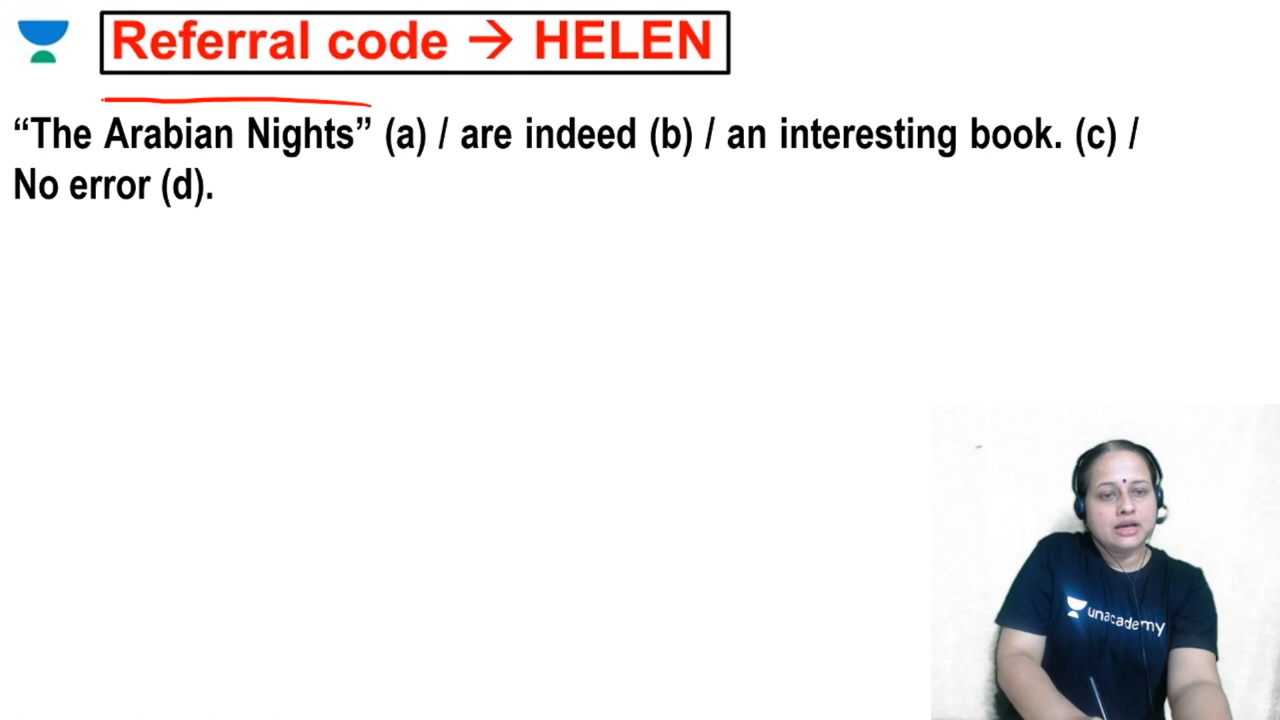 Referral code → HELEN
“The Arabian Nights” (a) / are indeed (b) / an interesting book. (c) /
No error (d).
unacademy